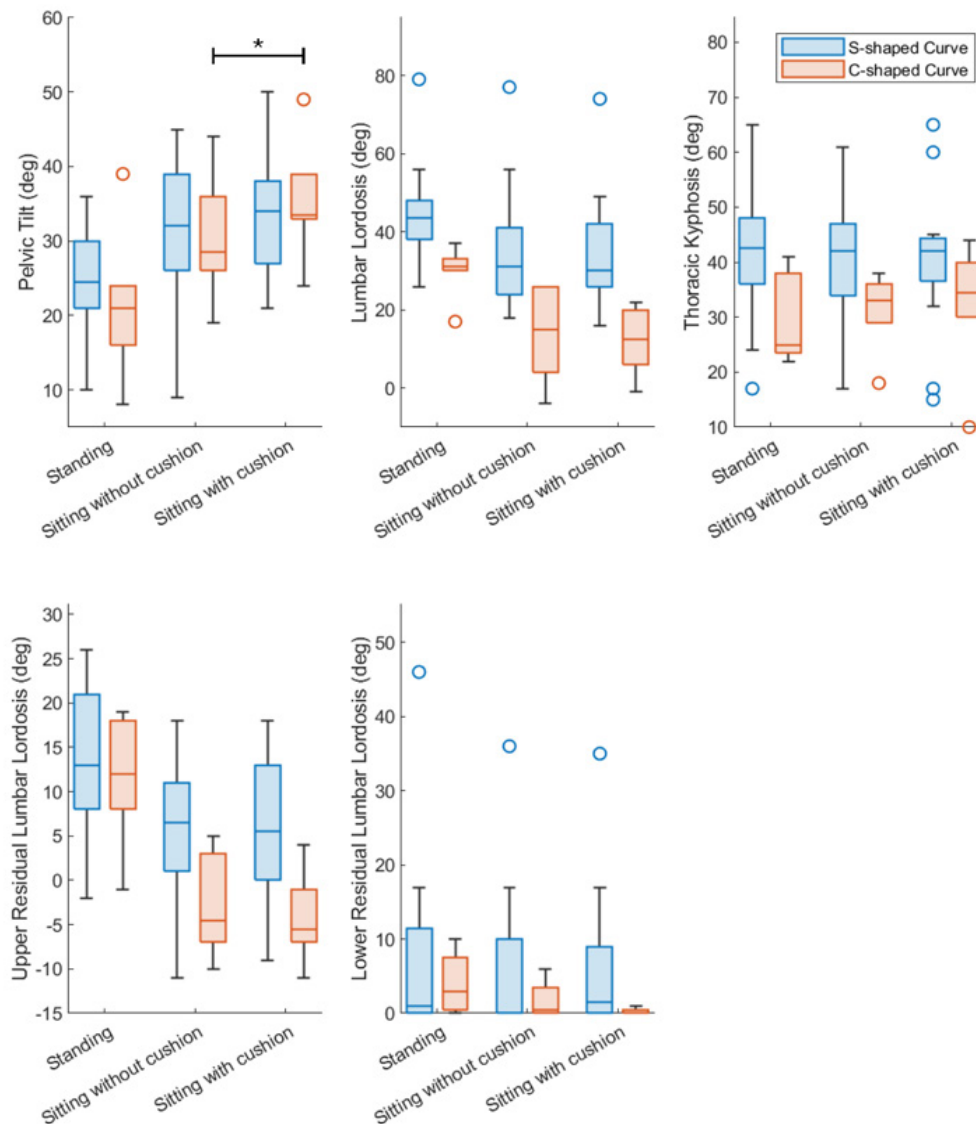 Pelvic Tilt (deg)
60
50
40
30
20
10
*
Standing
Sitting without cushion
Sitting with cushion
Lumbar Lordosis (deg)
80
60
40
20
0
Standing
Sitting without cushion
Sitting with cushion
Thoracic Kyphosis (deg)
80
70
60
50
40
30
20
10
S-shaped Curve
C-shaped Curve
Standing
Sitting without cushion
Sitting with cushion
Upper Residual Lumbar Lordosis (deg)
30
25
20
15
10
5
0
-5
-10
-15
Standing
Sitting without cushion
Sitting with cushion
Lower Residual Lumbar Lordosis (deg)
50
40
30
20
10
0
Standing
Sitting without cushion
Sitting with cushion